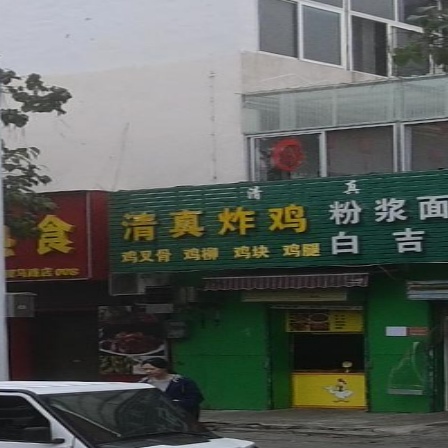 食
清真炸鸡
鸡叉骨 鸡柳 鸡块 鸡腿
清 真
粉浆面
白吉